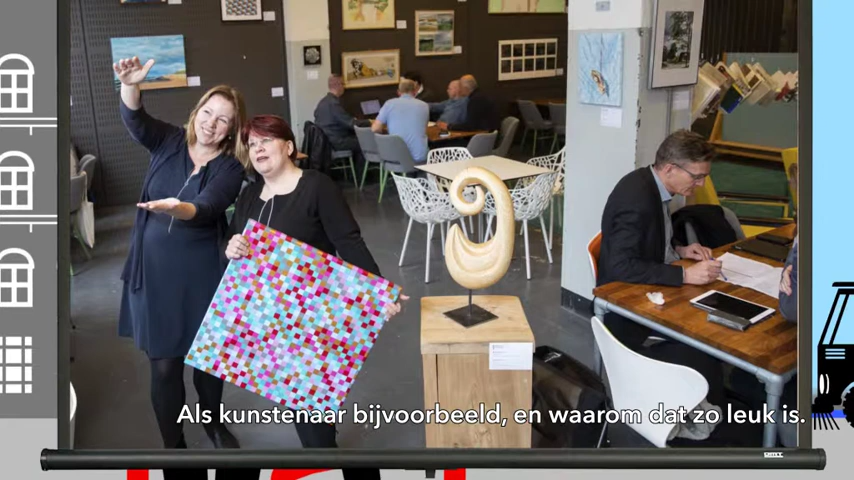 Als kunstenaar bijvoorbeeld, en waarom dat zo leuk is.